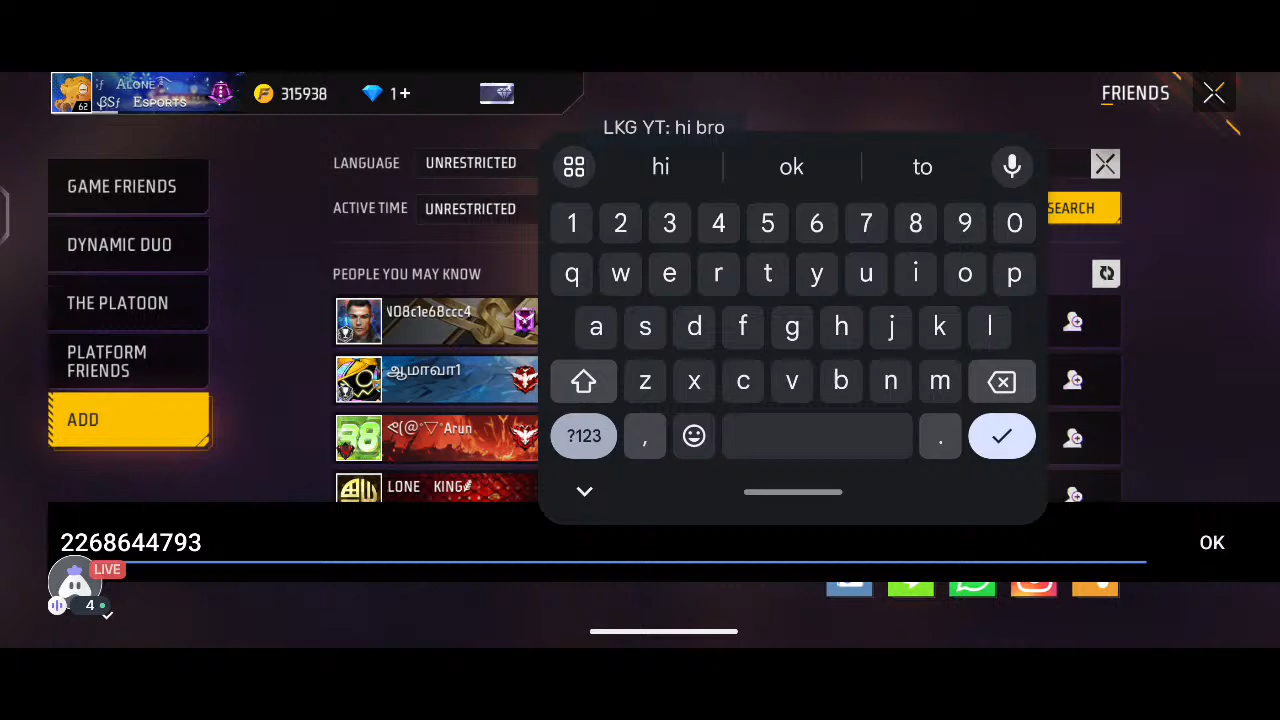 ALONE
BSf ESPORTS
62
315938
1+
FRIENDS
LKG YT: hi bro
GAME FRIENDS
DYNAMIC DUO
THE PLATOON
PLATFORM
FRIENDS
ADD
LANGUAGE UNRESTRICTED
ACTIVE TIME UNRESTRICTED
SEARCH
PEOPLE YOU MAY KNOW
ஆமாவா1
Arun
LONE KING
hi ok to
1 2 3 4 5 6 7 8 9 0
q w e r t y u i o p
a s d f g h j k l
z x c v b n m
?123 , .
2268644793
OK
LIVE
4